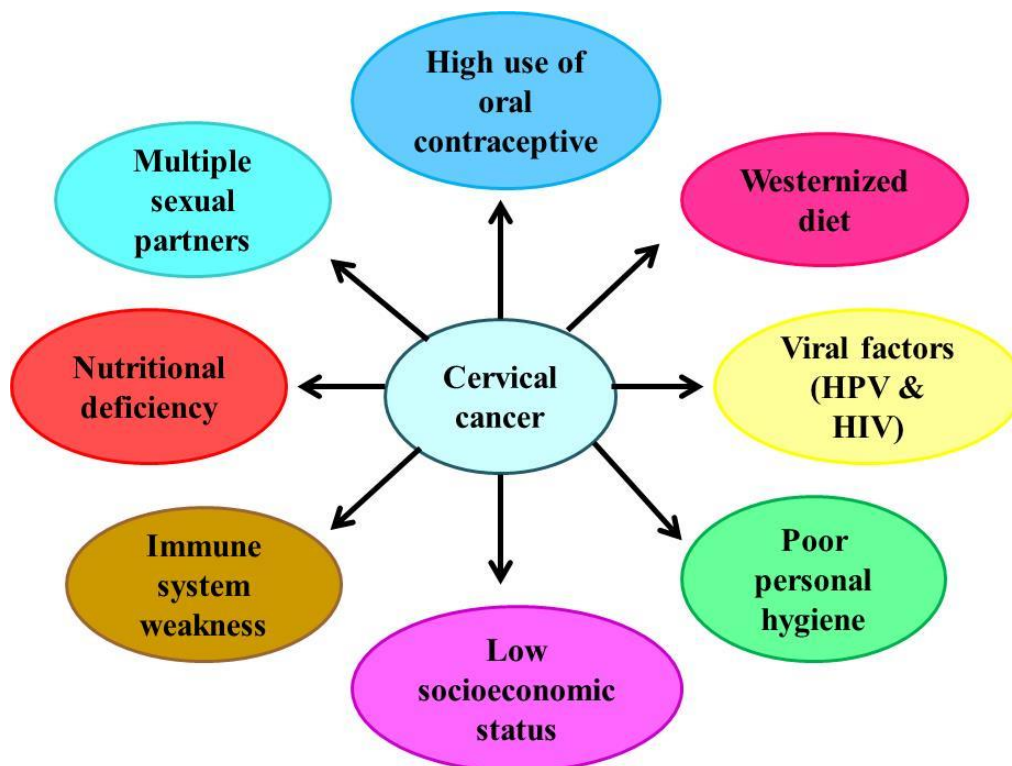 High use of
oral
contraceptive
Multiple
sexual
partners
Westernized
diet
Nutritional
deficiency
Cervical
cancer
Viral factors
(HPV &
HIV)
Immune
system
weakness
Poor
personal
hygiene
Low
socioeconomic
status